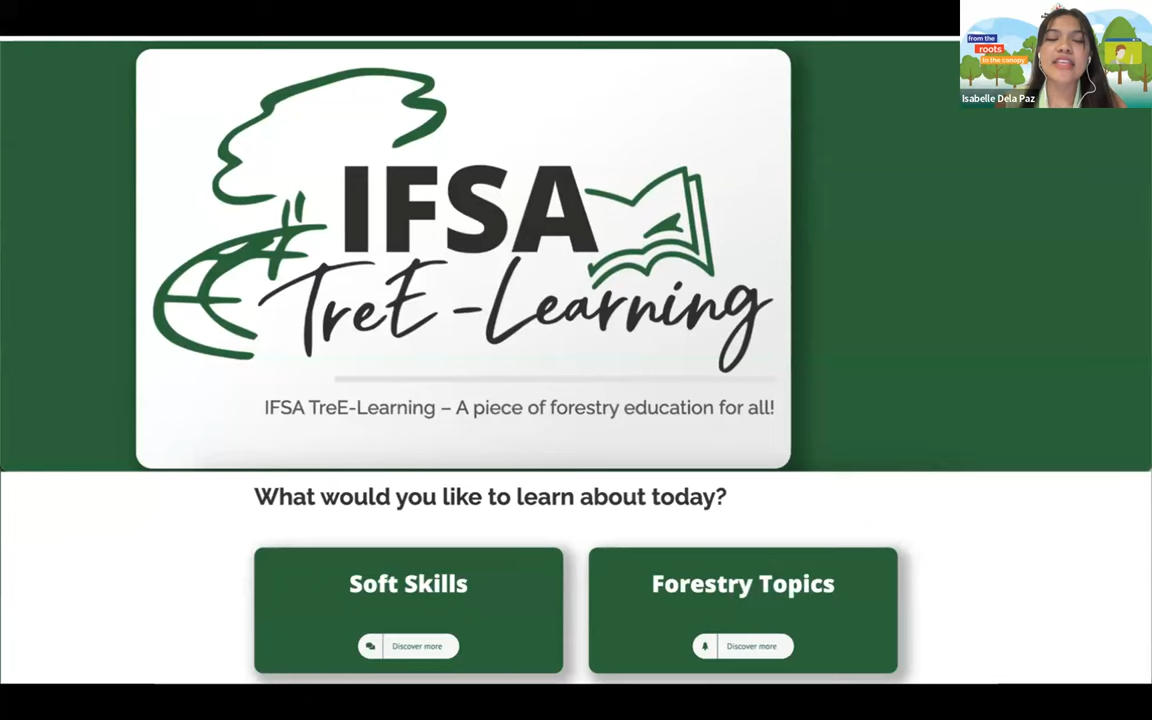 from the
roots
to the canopy
Isabelle Dela Paz
IFSA
TreE-Learning
IFSA TreE-Learning – A piece of forestry education for all!
What would you like to learn about today?
Soft Skills
Forestry Topics
Discover more
Discover more